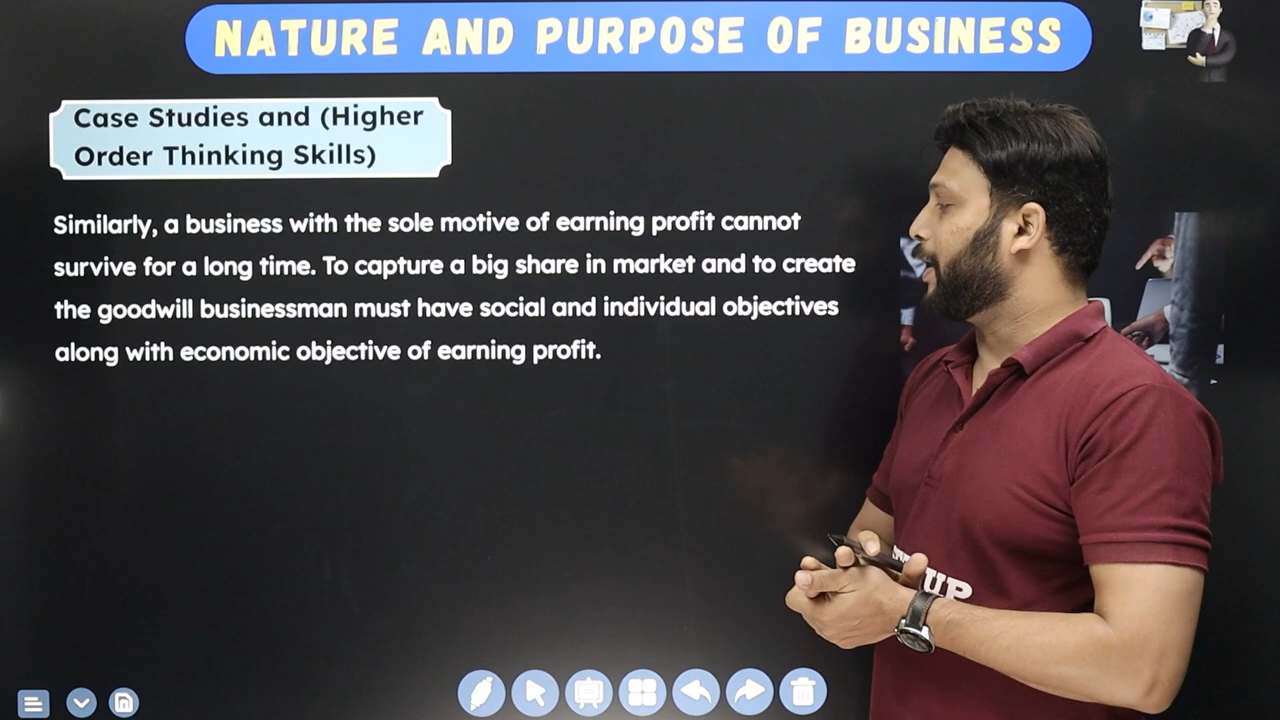 NATURE AND PURPOSE OF BUSINESS
Case Studies and (Higher
Order Thinking Skills)
Similarly, a business with the sole motive of earning profit cannot
survive for a long time. To capture a big share in market and to create
the goodwill businessman must have social and individual objectives
along with economic objective of earning profit.
UP